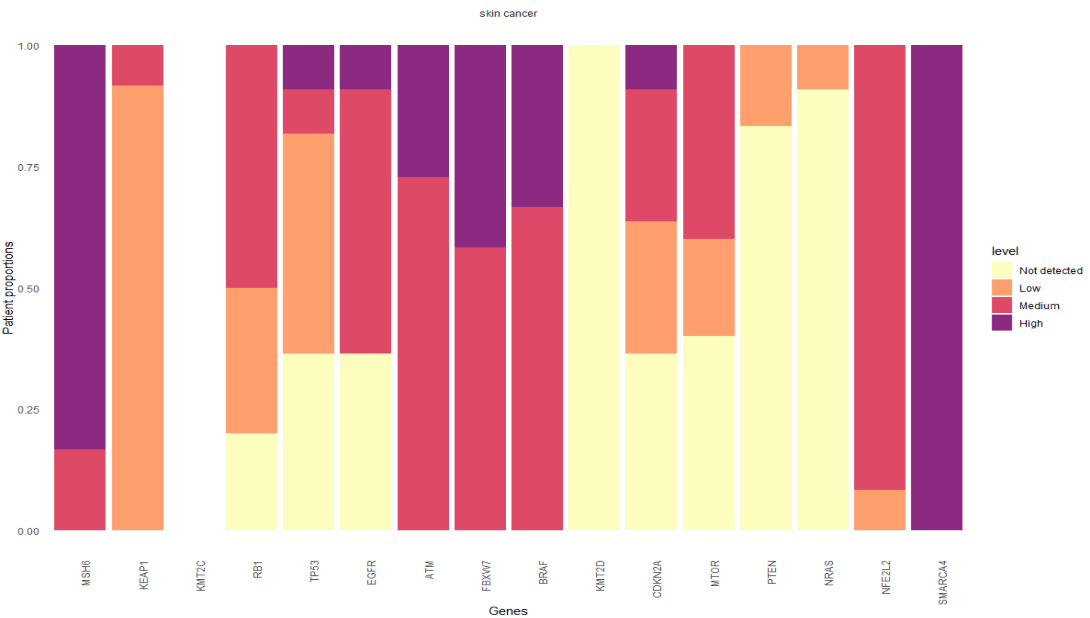 skin cancer
1.00
0.75
0.50
0.25
0.00
Patient proportions
MSH6
KEAP1
KMT2C
RB1
TP53
EGFR
ATM
FBXW7
BRAF
KMT2D
CDKN2A
MTOR
PTEN
NRAS
NFE2L2
SMARCA4
Genes
level
Not detected
Low
Medium
High